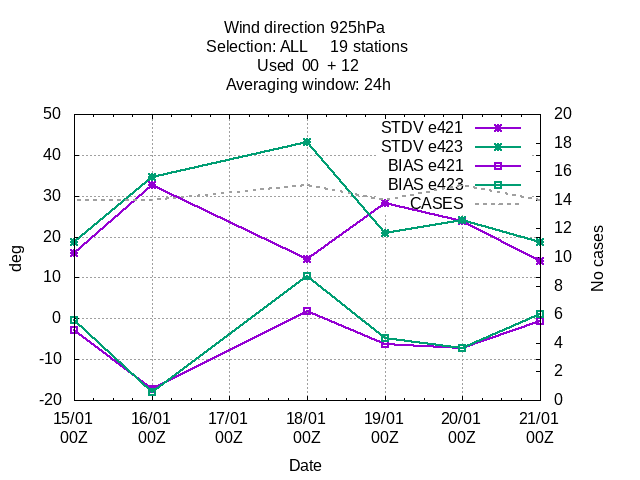 Wind direction 925hPa
Selection: ALL 19 stations
Used 00 + 12
Averaging window: 24h
STDV e421
STDV e423
BIAS e421
BIAS e423
CASES
50
40
30
20
10
0
-10
-20
deg
20
18
16
14
12
10
8
6
4
2
0
No cases
15/01 16/01 17/01 18/01 19/01 20/01 21/01
00Z 00Z 00Z 00Z 00Z 00Z 00Z
Date